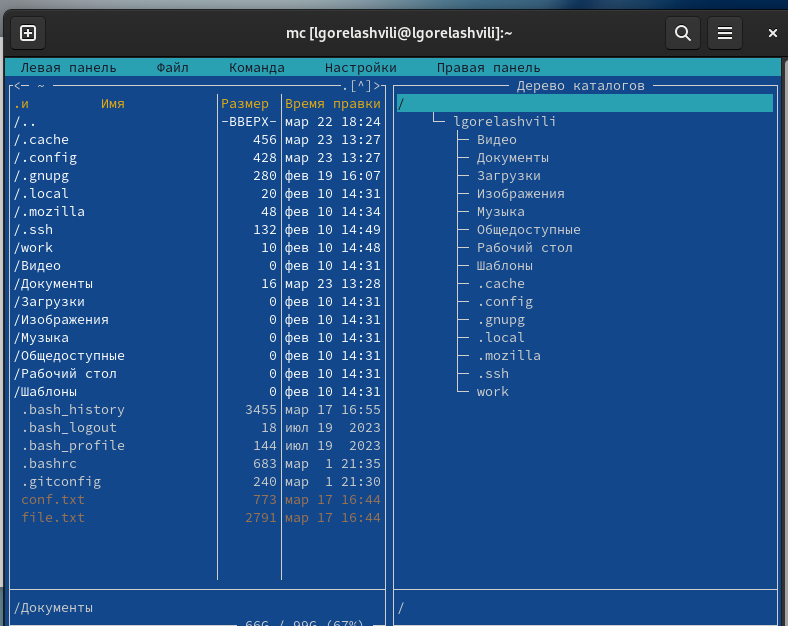 mc [lgorelashvili@lgorelashvili]:~
Левая панель Файл Команда Настройки Правая панель
<─ ~ .[^]>
.и Имя Размер Время правки
/.. -ВВЕРХ- мар 22 18:24
/.cache 456 мар 23 13:27
/.config 428 мар 23 13:27
/.gnupg 280 фев 19 16:07
/.local 20 фев 10 14:31
/.mozilla 48 фев 10 14:34
/.ssh 132 фев 10 14:49
/work 10 фев 10 14:48
/Видео 0 фев 10 14:31
/Документы 16 мар 23 13:28
/Загрузки 0 фев 10 14:31
/Изображения 0 фев 10 14:31
/Музыка 0 фев 10 14:31
/Общедоступные 0 фев 10 14:31
/Рабочий стол 0 фев 10 14:31
/Шаблоны 0 фев 10 14:31
.bash_history 3455 мар 17 16:55
.bash_logout 18 июл 19 2023
.bash_profile 144 июл 19 2023
.bashrc 683 мар 1 21:35
.gitconfig 240 мар 1 21:30
conf.txt 773 мар 17 16:44
file.txt 2791 мар 17 16:44
/Документы
66G / 99G (67%)
Дерево каталогов
/
lgorelashvili
Видео
Документы
Загрузки
Изображения
Музыка
Общедоступные
Рабочий стол
Шаблоны
.cache
.config
.gnupg
.local
.mozilla
.ssh
work
/